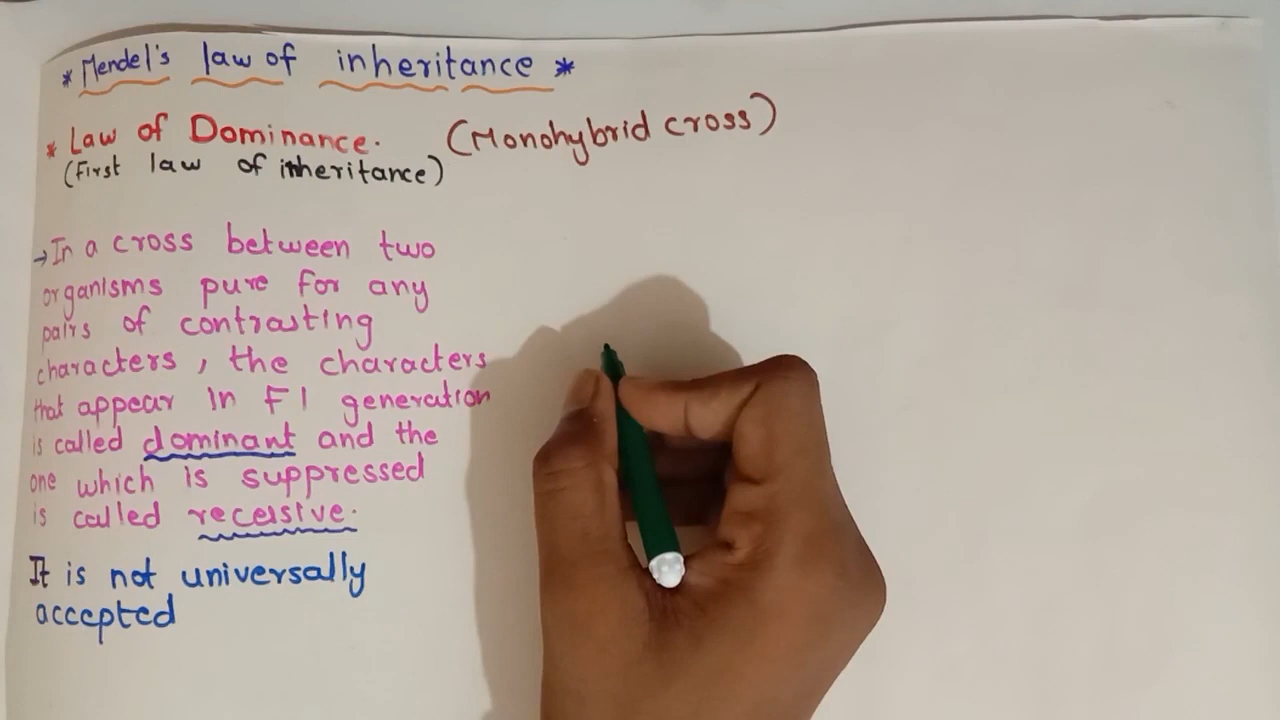 * Mendel's law of inheritance *
* Law of Dominance. (Monohybrid cross)
(First law of inheritance)
→ In a cross between two
organisms pure for any
pairs of contrasting
characters, the characters
that appear in F1 generation
is called dominant and the
one which is suppressed
is called recessive.
It is not universally
accepted